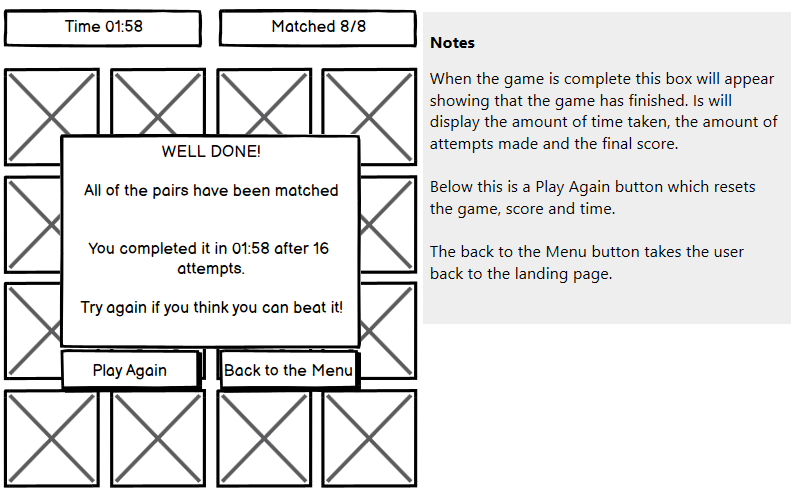 Time 01:58
Matched 8/8
WELL DONE!
All of the pairs have been matched
You completed it in 01:58 after 16
attempts.
Try again if you think you can beat it!
Play Again
Back to the Menu
Notes
When the game is complete this box will appear
showing that the game has finished. Is will
display the amount of time taken, the amount of
attempts made and the final score.
Below this is a Play Again button which resets
the game, score and time.
The back to the Menu button takes the user
back to the landing page.